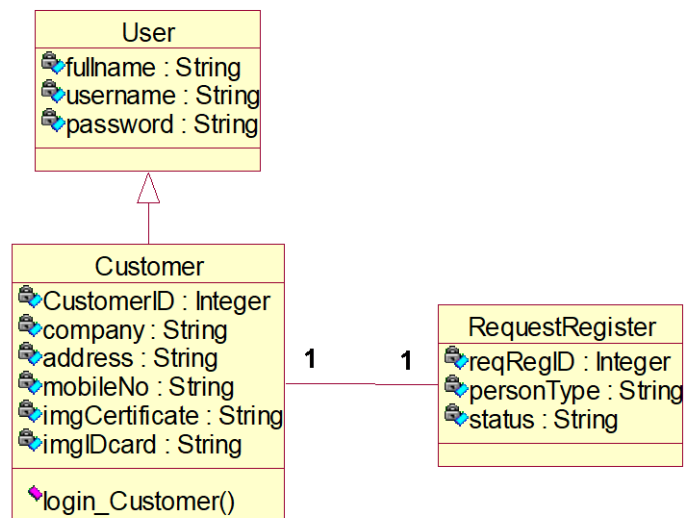 User
fullname : String
username : String
password : String
Customer
CustomerID : Integer
company : String
address : String
mobileNo : String
imgCertificate : String
imgIDcard : String
login_Customer()
1
1
RequestRegister
reqRegID : Integer
personType : String
status : String